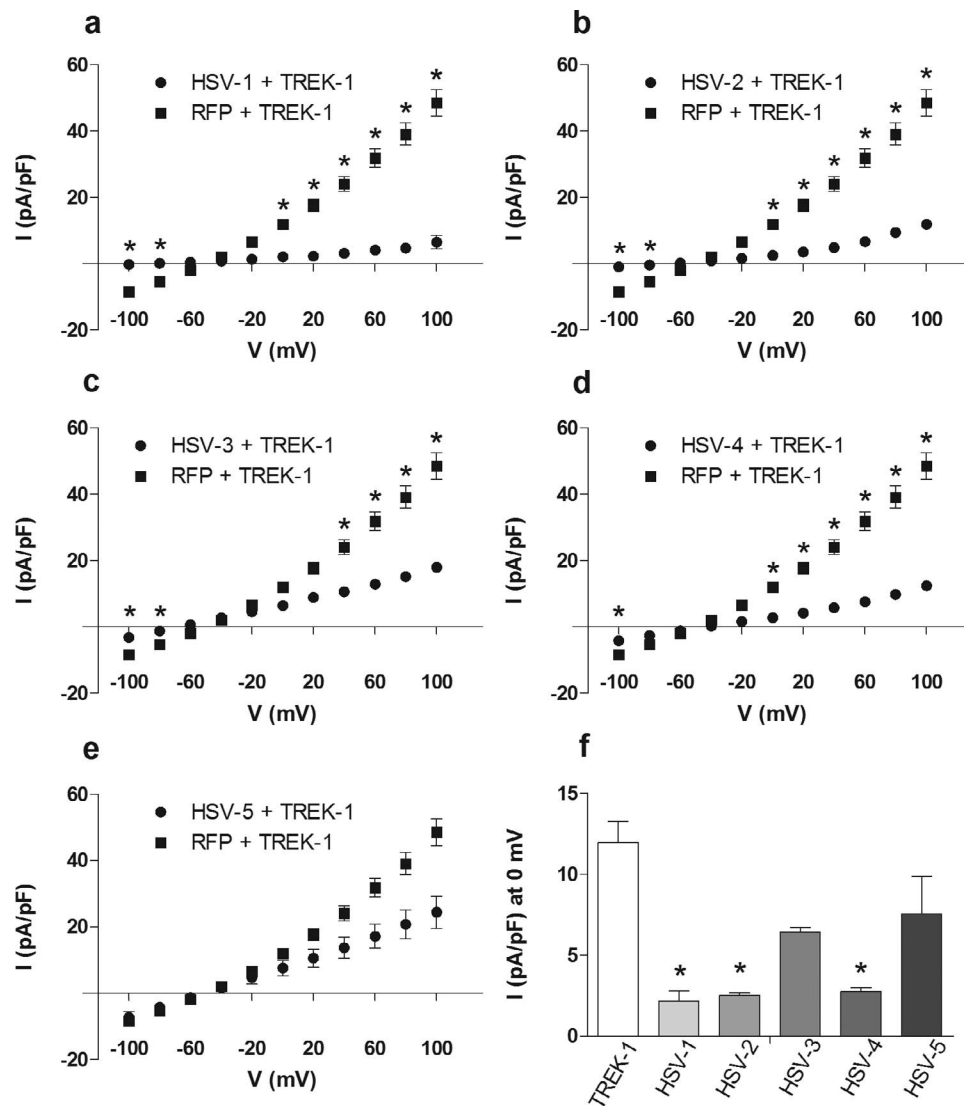 a
60
40
20
-20
I (pA/pF)
HSV-1 + TREK-1
RFP + TREK-1
* * * * * * * *
-100 -60 -20 20 60 100
V (mV)
b
60
40
20
-20
I (pA/pF)
HSV-2 + TREK-1
RFP + TREK-1
* * * * * * * *
-100 -60 -20 20 60 100
V (mV)
c
60
40
20
-20
I (pA/pF)
HSV-3 + TREK-1
RFP + TREK-1
* * * * * *
-100 -60 -20 20 60 100
V (mV)
d
60
40
20
-20
I (pA/pF)
HSV-4 + TREK-1
RFP + TREK-1
* * * * * * *
-100 -60 -20 20 60 100
V (mV)
e
60
40
20
-20
I (pA/pF)
HSV-5 + TREK-1
RFP + TREK-1
-100 -60 -20 20 60 100
V (mV)
f
15
10
5
0
I (pA/pF) at 0 mV
* * *
TREK-1
HSV-1
HSV-2
HSV-3
HSV-4
HSV-5